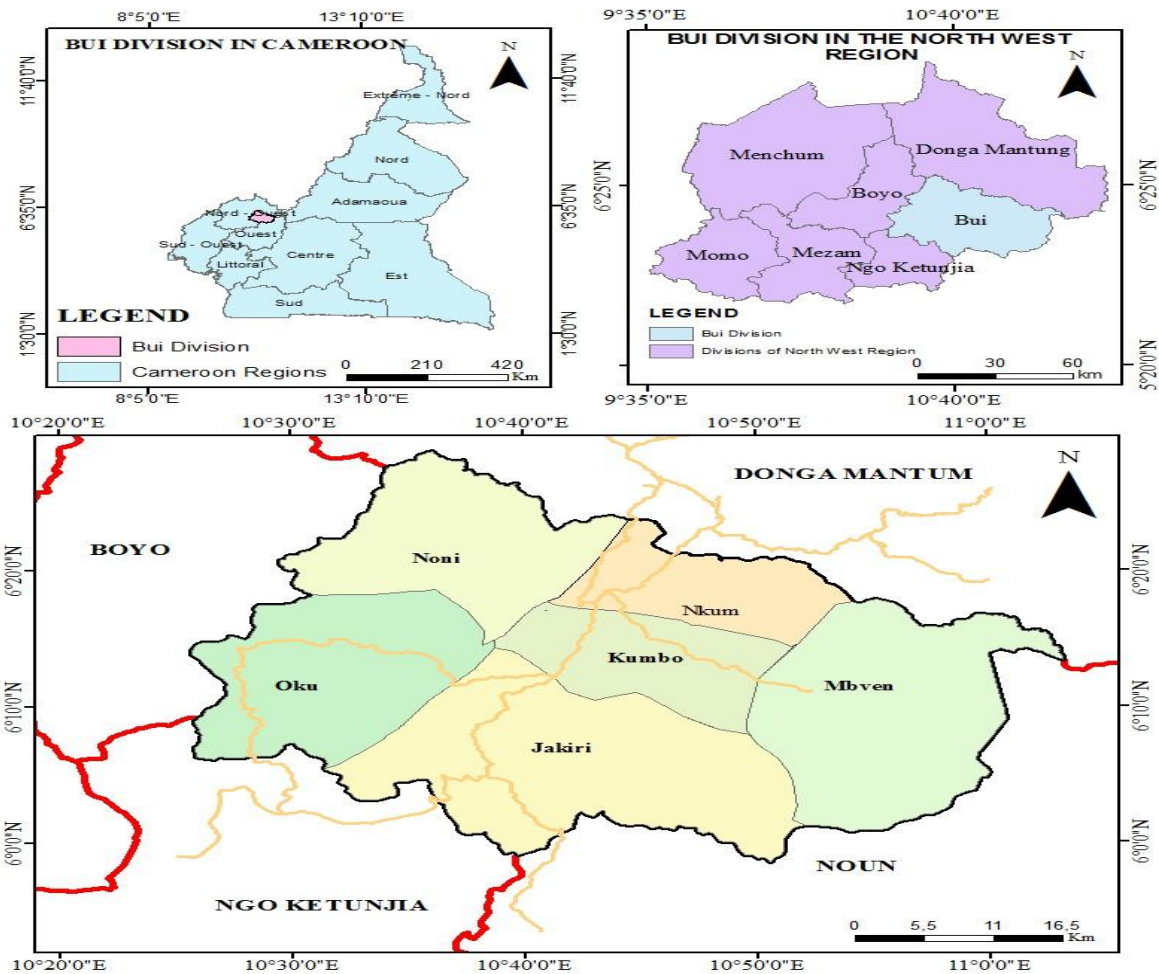 8°5'0"E
13°10'0"E
BUI DIVISION IN CAMEROON
N
11°40'0"N
11°40'0"N
Extrême - Nord
Nord
Adamaoua
6°35'0"N
6°35'0"N
Nord - Ouest
Ouest
Sud - Ouest
Littoral
Centre
Est
Sud
LEGEND
Bui Division
Cameroon Regions
0 210 420
Km
1°30'0"N
1°30'0"N
8°5'0"E
13°10'0"E
9°35'0"E
10°40'0"E
BUI DIVISION IN THE NORTH WEST
REGION
N
Menchum
Donga Mantung
Boyo
6°25'0"N
6°25'0"N
Bui
Momo
Mezam
Ngo Ketunjia
LEGEND
Bui Division
Divisions of North West Region
0 30 60
km
5°20'0"N
9°35'0"E
10°40'0"E
10°20'0"E
10°30'0"E
10°40'0"E
10°50'0"E
11°0'0"E
DONGA MANTUM
N
BOYO
Noni
6°20'0"N
6°20'0"N
Nkum
Kumbo
Oku
Mbven
6°10'0"N
6°10'0"N
Jakiri
6°0'0"N
6°0'0"N
NOUN
NGO KETUNJIA
0 5,5 11 16,5
Km
10°20'0"E
10°30'0"E
10°40'0"E
10°50'0"E
11°0'0"E